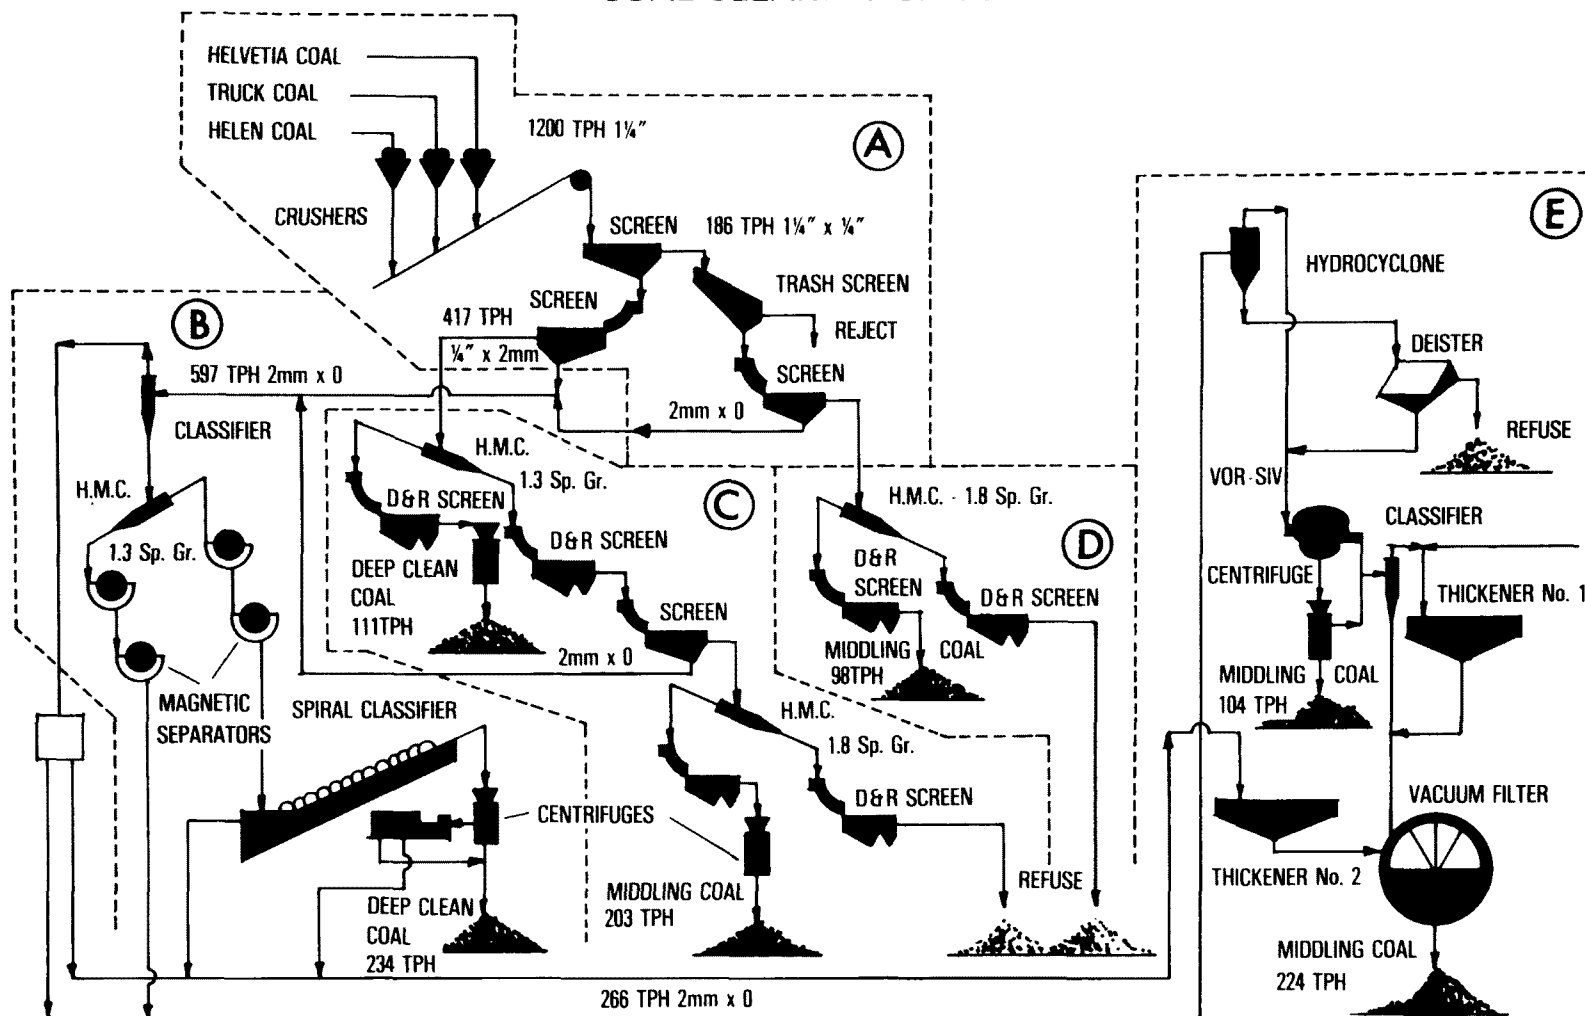 HELVETIA COAL
TRUCK COAL
HELEN COAL
1200 TPH 1¼"
A
CRUSHERS
SCREEN
186 TPH 1¼" x ¼"
TRASH SCREEN
REJECT
SCREEN
417 TPH
¼" x 2mm
SCREEN
2mm x 0
B
597 TPH 2mm x 0
CLASSIFIER
H.M.C.
1.3 Sp. Gr.
MAGNETIC
SEPARATORS
SPIRAL CLASSIFIER
CENTRIFUGES
DEEP CLEAN
COAL
234 TPH
H.M.C.
1.3 Sp. Gr.
C
D&R SCREEN
D&R SCREEN
DEEP CLEAN
COAL
111TPH
SCREEN
2mm x 0
H.M.C.
1.8 Sp. Gr.
D&R SCREEN
MIDDLING COAL
203 TPH
REFUSE
H.M.C. - 1.8 Sp. Gr.
D
D&R
SCREEN
D&R SCREEN
MIDDLING COAL
98TPH
266 TPH 2mm x 0
E
HYDROCYCLONE
DEISTER
REFUSE
VOR-SIV
CLASSIFIER
CENTRIFUGE
THICKENER No. 1
MIDDLING COAL
104 TPH
VACUUM FILTER
THICKENER No. 2
MIDDLING COAL
224 TPH